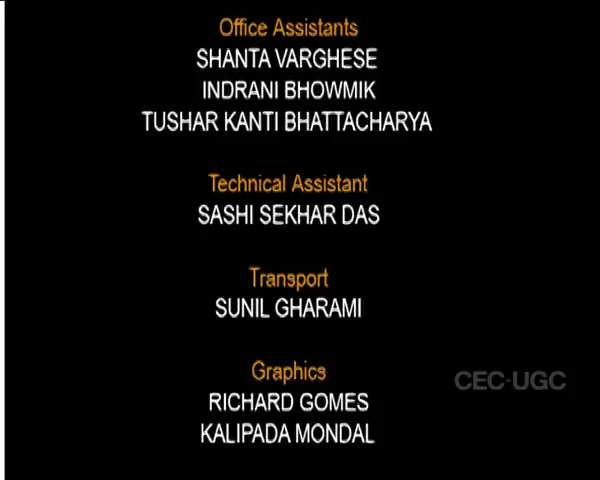 Office Assistants
SHANTA VARGHESE
INDRANI BHOWMIK
TUSHAR KANTI BHATTACHARYA
Technical Assistant
SASHI SEKHAR DAS
Transport
SUNIL GHARAMI
Graphics
CEC-UGC
RICHARD GOMES
KALIPADA MONDAL